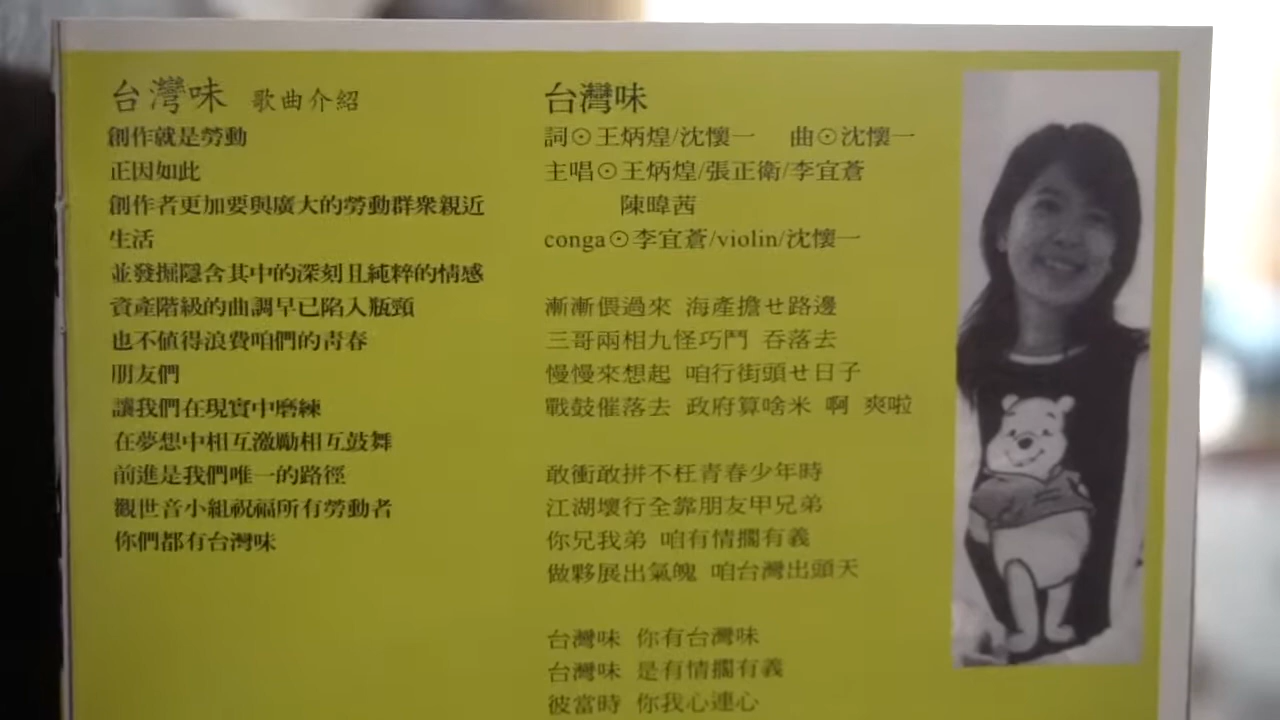 台灣味 歌曲介紹
創作就是勞動
正因如此
創作者更加要與廣大的勞動群衆親近
生活
並發掘隱含其中的深刻且純粹的情感
資產階級的曲調早已陷入瓶頸
也不值得浪費咱們的青春
朋友們
讓我們在現實中磨練
在夢想中相互激勵相互鼓舞
前進是我們唯一的路徑
觀世音小組祝福所有勞動者
你們都有台灣味
台灣味
詞⊙王炳煌/沈懷一 曲⊙沈懷一
主唱⊙王炳煌/張正衛/李宜蒼
陳暐茜
conga⊙李宜蒼/violin/沈懷一
漸漸偎過來 海產擔ㄝ路邊
三哥兩相九怪巧鬥 吞落去
慢慢來想起 咱行街頭ㄝ日子
戰鼓催落去 政府算啥米 啊 爽啦
敢衝敢拼不枉青春少年時
江湖壞行全靠朋友甲兄弟
你兄我弟 咱有情擱有義
做夥展出氣魄 咱台灣出頭天
台灣味 你有台灣味
台灣味 是有情擱有義
彼當時 你我心連心